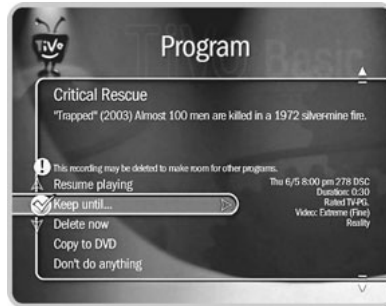 TiVo
Program
Critical Rescue
"Trapped" (2003) Almost 100 men are killed in a 1972 silver-mine fire.
This recording may be deleted to make room for other programs.
Resume playing
Keep until...
Delete now
Copy to DVD
Don't do anything
Thu 6/5 8:00 pm 278 DSC
Duration: 0:30
Rated TV-PG.
Video: Extreme (Fine)
Reality
TiVo Basic